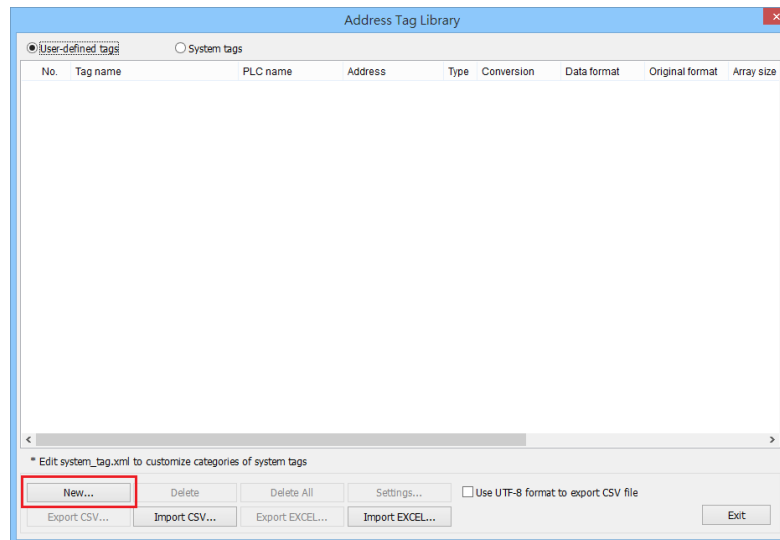 Address Tag Library
User-defined tags System tags
No. Tag name PLC name Address Type Conversion Data format Original format Array size
* Edit system_tag.xml to customize categories of system tags
New... Delete Delete All Settings... Use UTF-8 format to export CSV file
Export CSV... Import CSV... Export EXCEL... Import EXCEL... Exit